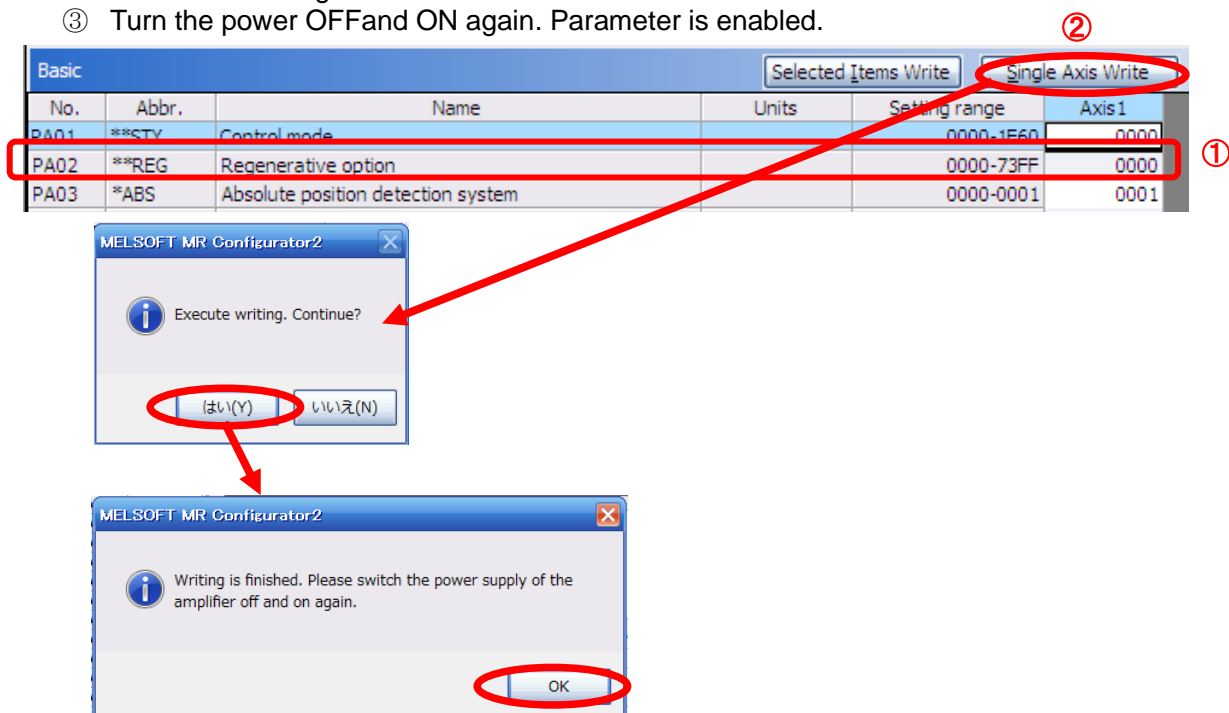 ③ Turn the power OFFand ON again. Parameter is enabled.
②
Basic Selected Items Write Single Axis Write
No. Abbr. Name Units Setting range Axis1
PA01 **STY Control mode 0000-1E60 0000
①
PA02 **REG Regenerative option 0000-73FF 0000
PA03 *ABS Absolute position detection system 0000-0001 0001
MELSOFT MR Configurator2
Execute writing. Continue?
はい(Y) いいえ(N)
MELSOFT MR Configurator2
Writing is finished. Please switch the power supply of the
amplifier off and on again.
OK